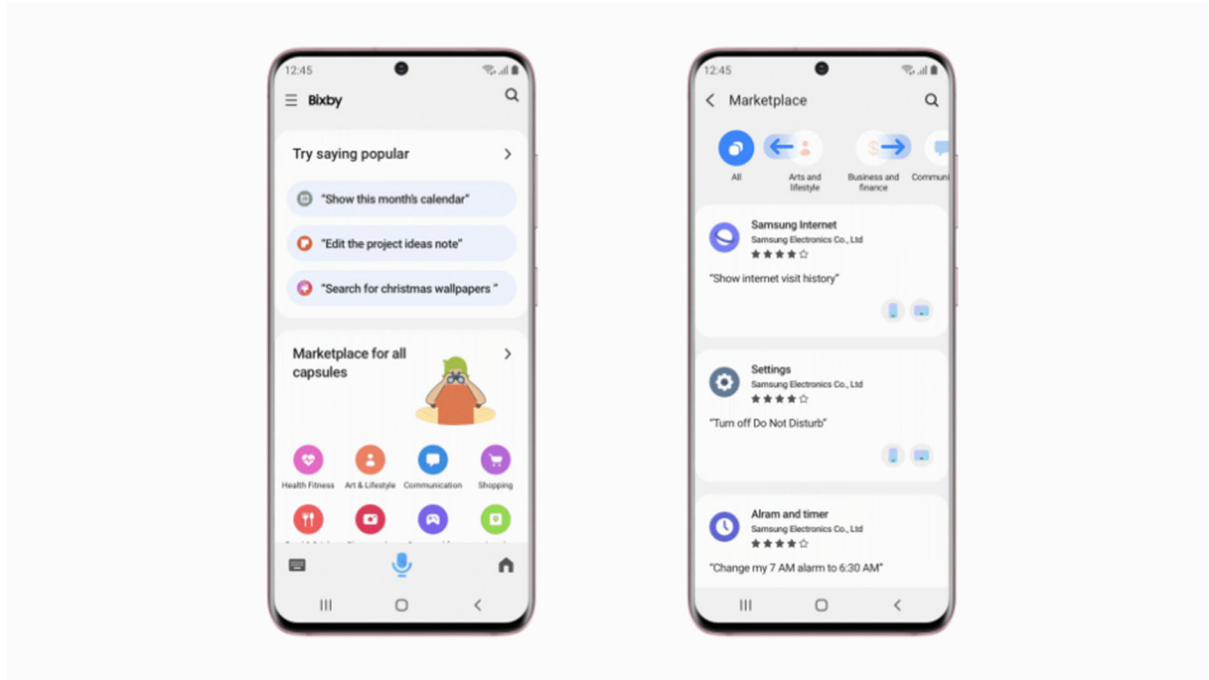 12:45
Bixby
Try saying popular
"Show this month's calendar"
"Edit the project ideas note"
"Search for christmas wallpapers "
Marketplace for all
capsules
Health Fitness
Art & Lifestyle
Communication
Shopping
12:45
Marketplace
All
Arts and
lifestyle
Business and
finance
Communi
Samsung Internet
Samsung Electronics Co., Ltd
"Show internet visit history"
Settings
Samsung Electronics Co., Ltd
"Turn off Do Not Disturb"
Alram and timer
Samsung Electronics Co., Ltd
"Change my 7 AM alarm to 6:30 AM"